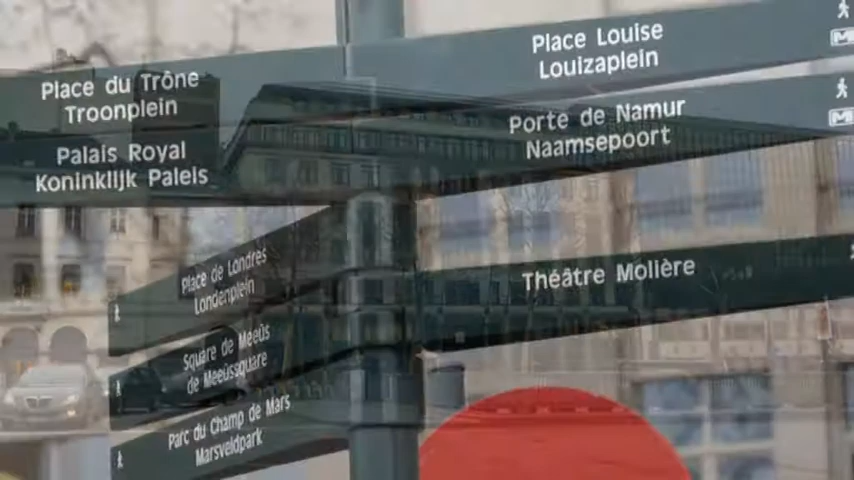 Place du Trône
Troonplein
Palais Royal
Koninklijk Paleis
Place Louise
Louizaplein
M
Porte de Namur
Naamsepoort
M
Place de Londres
Londenplein
Square de Meeûs
de Meeûssquare
Parc du Champ de Mars
Marsveldpark
Théâtre Molière